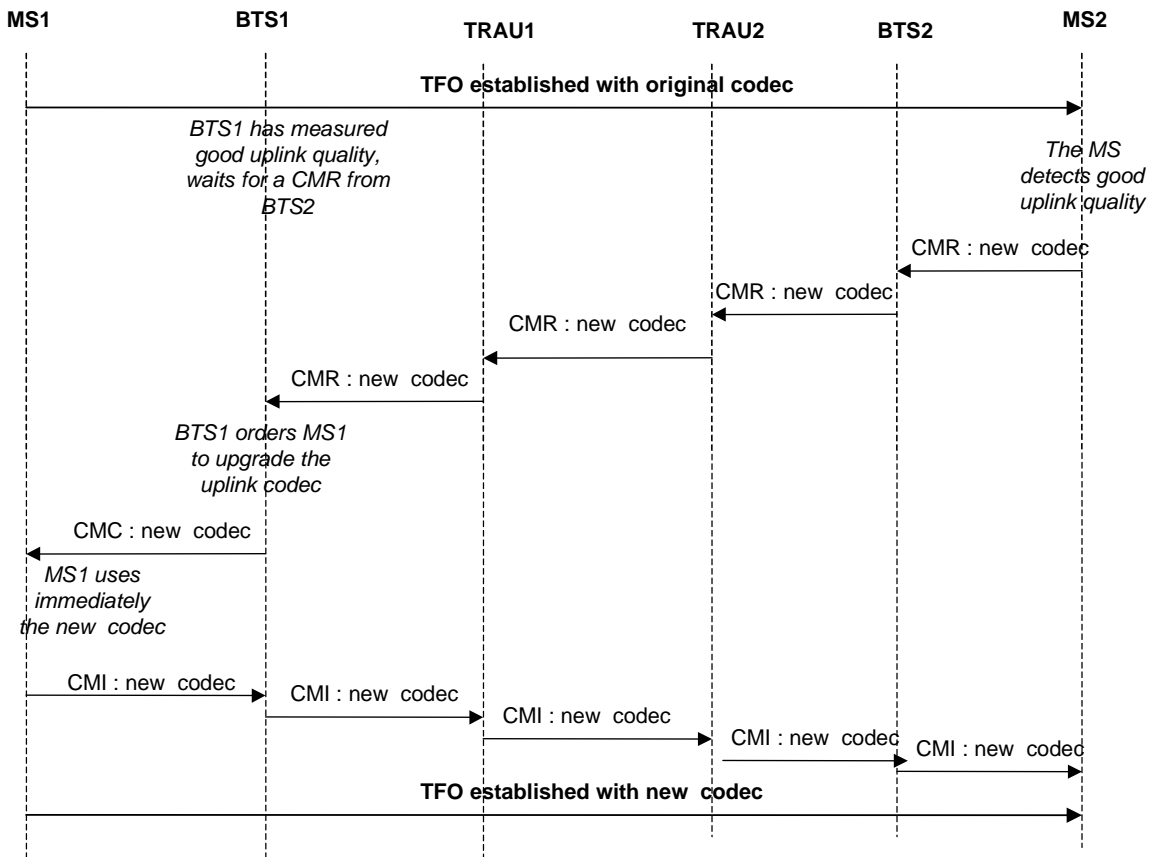 MS1
BTS1
TRAU1
TRAU2
BTS2
MS2
TFO established with original codec
BTS1 has measured
good uplink quality,
waits for a CMR from
BTS2
The MS
detects good
uplink quality
CMR : new codec
CMR : new codec
CMR : new codec
CMR : new codec
BTS1 orders MS1
to upgrade the
uplink codec
CMC : new codec
MS1 uses
immediately
the new codec
CMI : new codec
CMI : new codec
CMI : new codec
CMI : new codec
CMI : new codec
TFO established with new codec